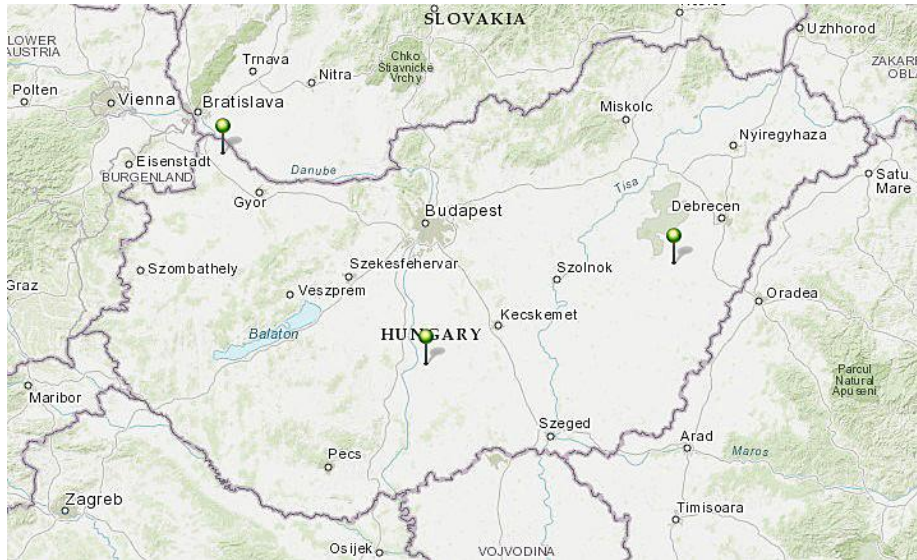 SLOVAKIA
Uzhhorod
LOWER
AUSTRIA
Trnava
Chko
Stiavnicke
Vrchy
ZAKAR
OBL
Nitra
Polten
Vienna
Bratislava
Miskolc
Nyiregyhaza
Eisenstadt
BURGENLAND
Danube
Satu
Mare
Tisa
Gyor
Debrecen
Budapest
Szombathely
Szekesfehervar
Szolnok
Graz
Veszprem
Oradea
Kecskemet
Balaton
HUNGARY
Parcul
Natural
Apuseni
Maribor
Szeged
Arad
Maros
Pecs
Zagreb
Timisoara
Osijek
VOJVODINA